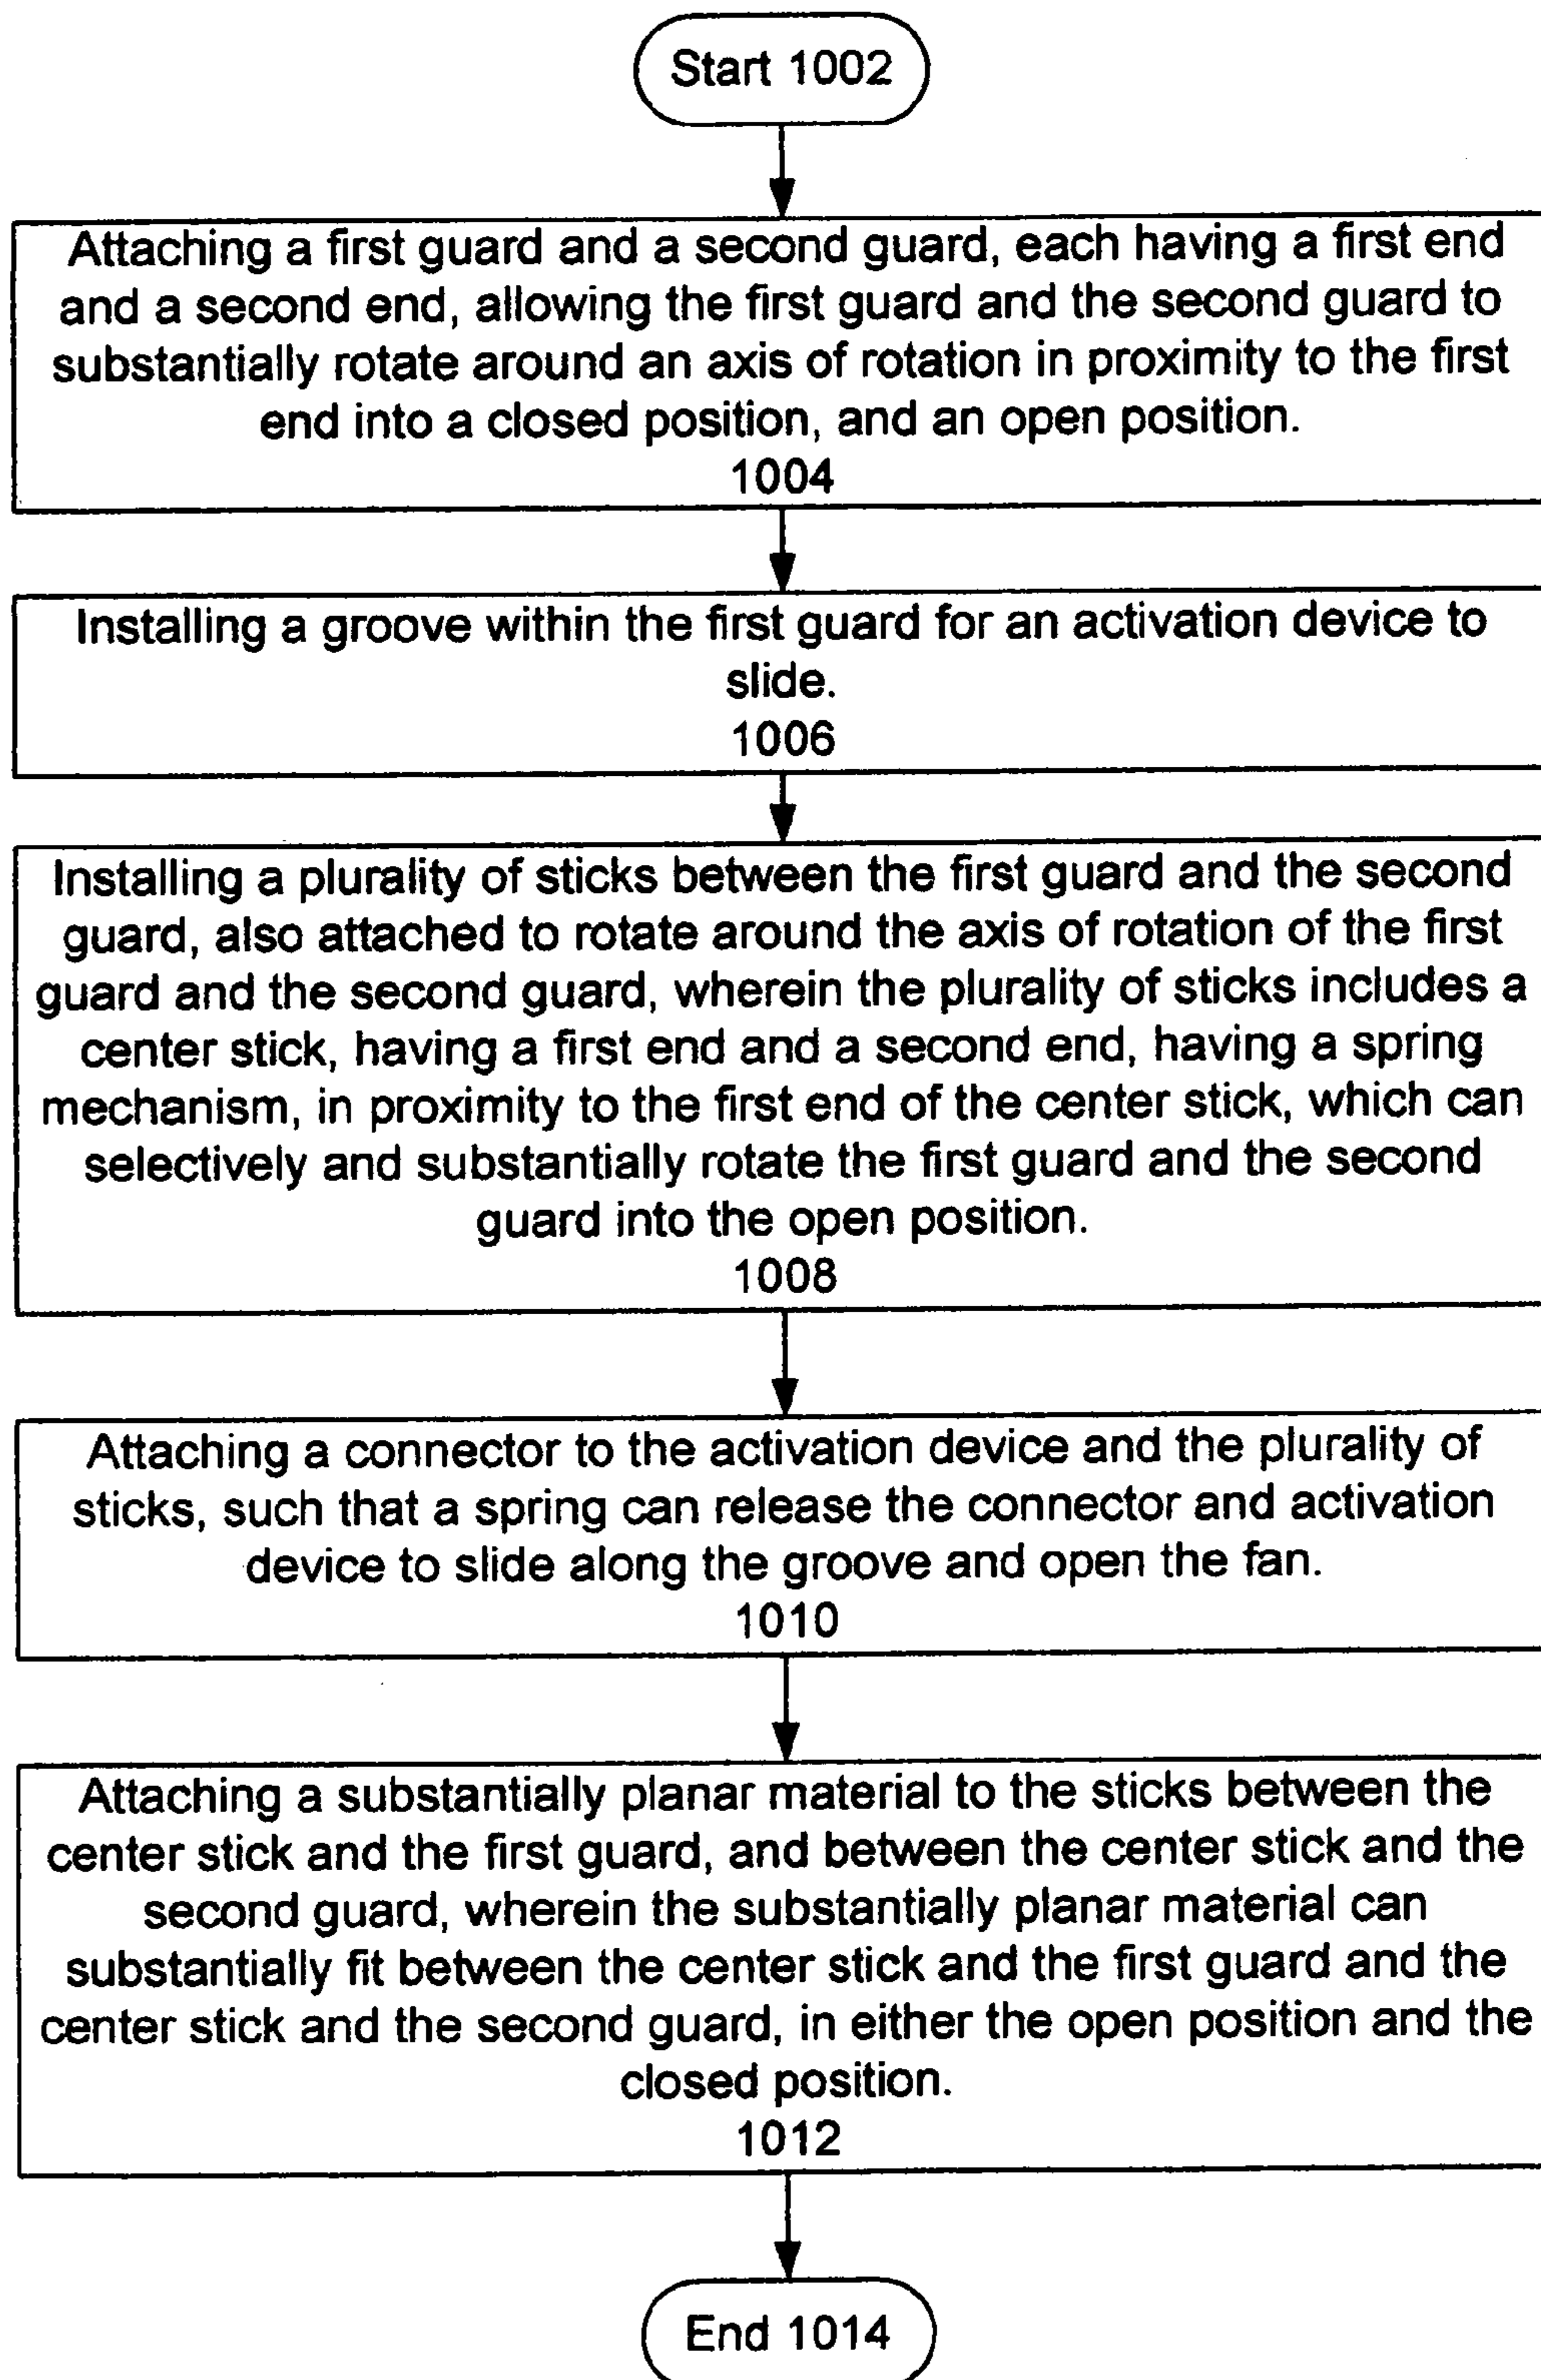 Start 1002
Attaching a first guard and a second guard, each having a first end
and a second end, allowing the first guard and the second guard to
substantially rotate around an axis of rotation in proximity to the first
end into a closed position, and an open position.
1004
Installing a groove within the first guard for an activation device to
slide.
1006
Installing a plurality of sticks between the first guard and the second
guard, also attached to rotate around the axis of rotation of the first
guard and the second guard, wherein the plurality of sticks includes a
center stick, having a first end and a second end, having a spring
mechanism, in proximity to the first end of the center stick, which can
selectively and substantially rotate the first guard and the second
guard into the open position.
1008
Attaching a connector to the activation device and the plurality of
sticks, such that a spring can release the connector and activation
device to slide along the groove and open the fan.
1010
Attaching a substantially planar material to the sticks between the
center stick and the first guard, and between the center stick and the
second guard, wherein the substantially planar material can
substantially fit between the center stick and the first guard and the
center stick and the second guard, in either the open position and the
closed position.
1012
End 1014